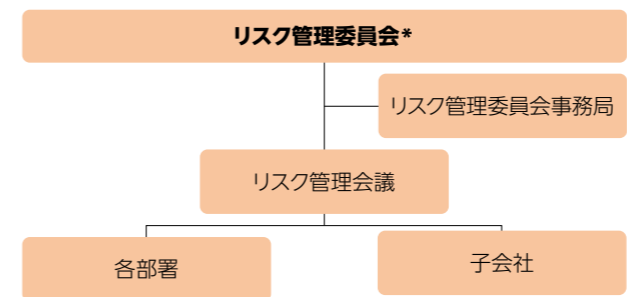 リスク管理委員会*
リスク管理委員会事務局
リスク管理会議
各部署
子会社